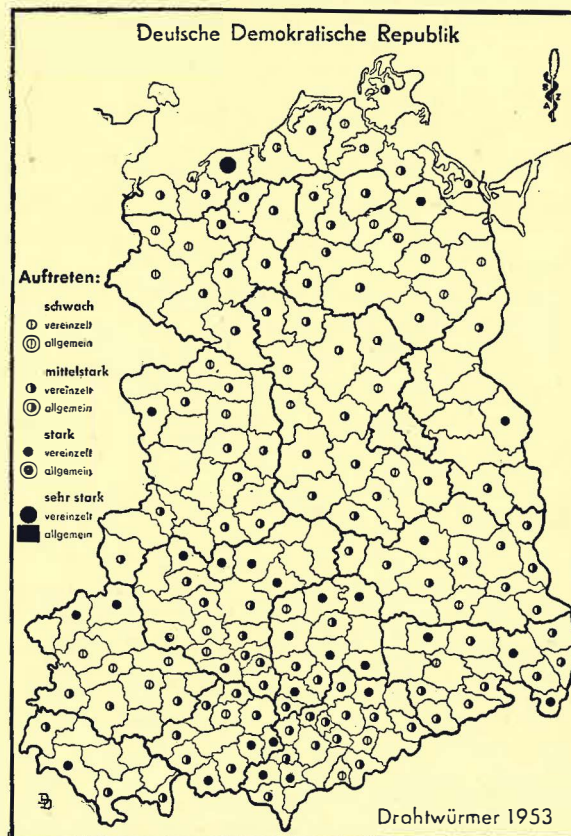 Deutsche Demokratische Republik
Auftreten:
schwach
vereinzelt
allgemein
mittelstark
vereinzelt
allgemein
stark
vereinzelt
allgemein
sehr stark
vereinzelt
allgemein
Drahtwürmer 1953